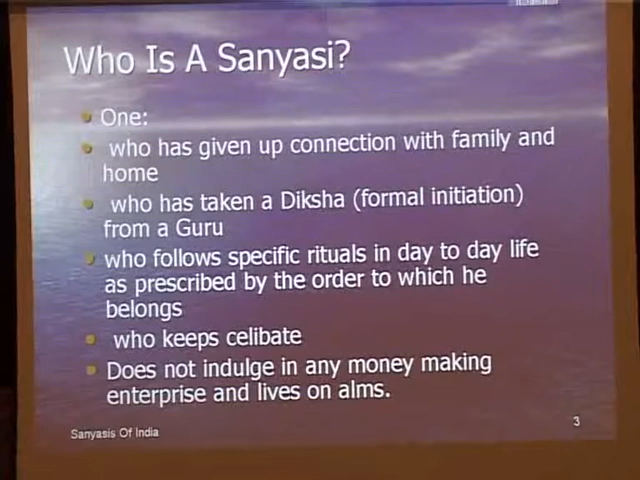 Who Is A Sanyasi?
One:
who has given up connection with family and
home
who has taken a Diksha (formal initiation)
from a Guru
who follows specific rituals in day to day life
as prescribed by the order to which he
belongs
who keeps celibate
Does not indulge in any money making
enterprise and lives on alms.
Sanyasis Of India
3